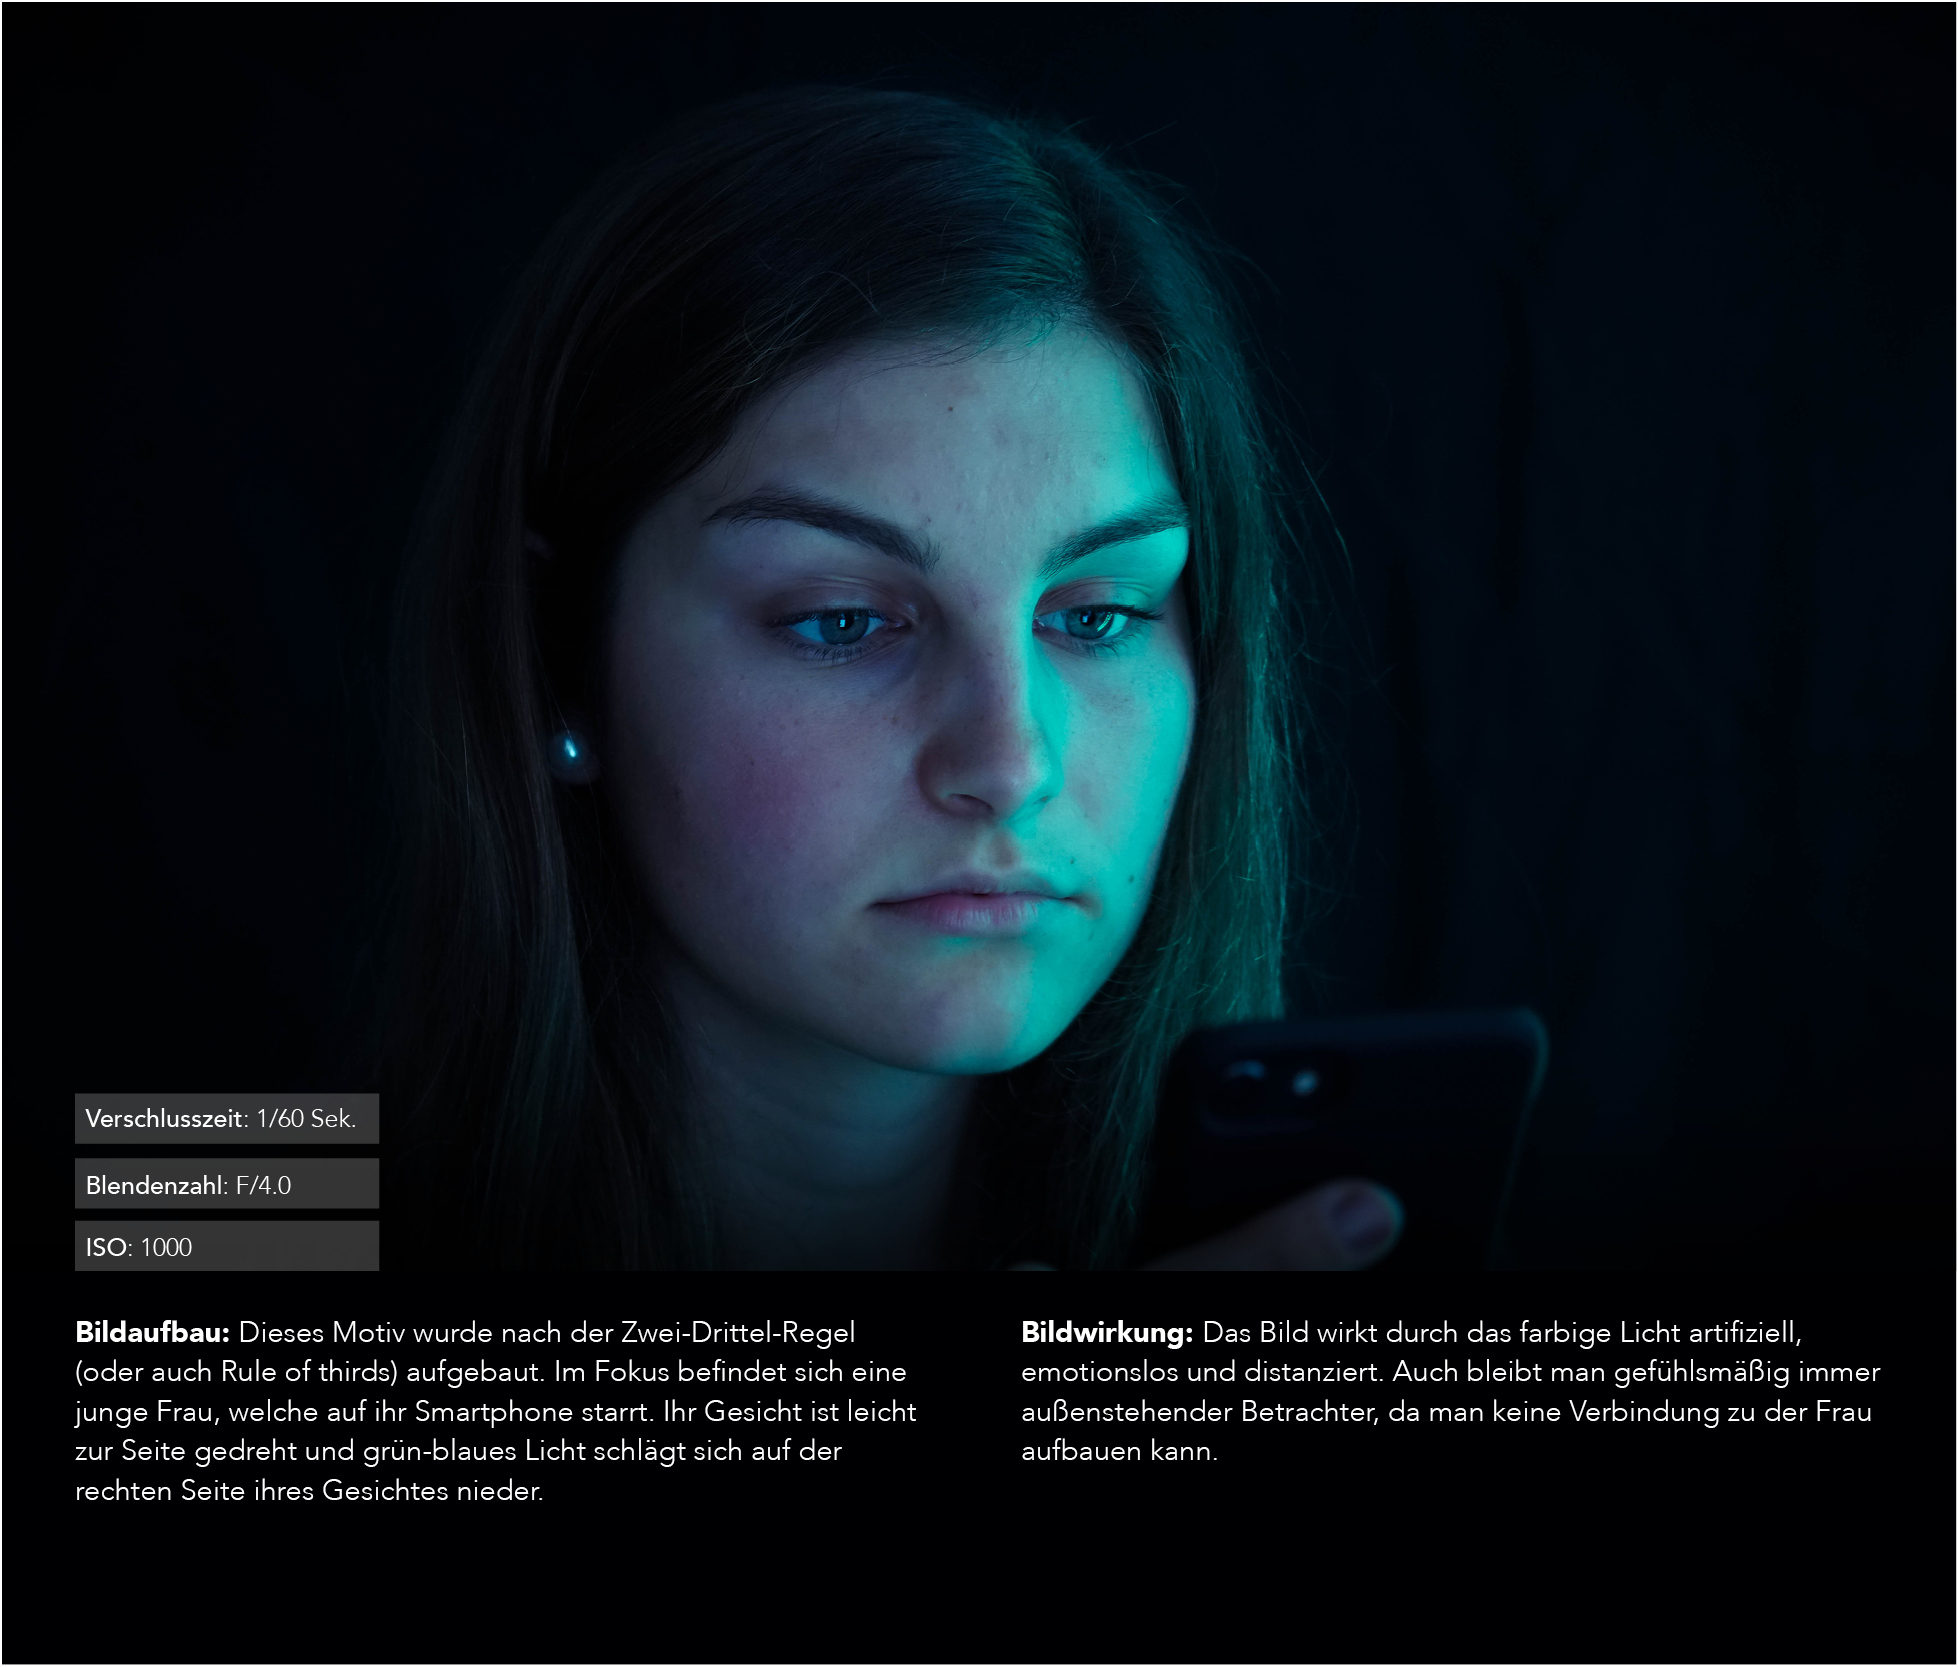 Verschlusszeit: 1/60 Sek.
Blendenzahl: F/4.0
ISO: 1000
Bildaufbau: Dieses Motiv wurde nach der Zwei-Drittel-Regel
(oder auch Rule of thirds) aufgebaut. Im Fokus befindet sich eine
junge Frau, welche auf ihr Smartphone starrt. Ihr Gesicht ist leicht
zur Seite gedreht und grün-blaues Licht schlägt sich auf der
rechten Seite ihres Gesichtes nieder.
Bildwirkung: Das Bild wirkt durch das farbige Licht artifiziell,
emotionslos und distanziert. Auch bleibt man gefühlsmäßig immer
außenstehender Betrachter, da man keine Verbindung zu der Frau
aufbauen kann.